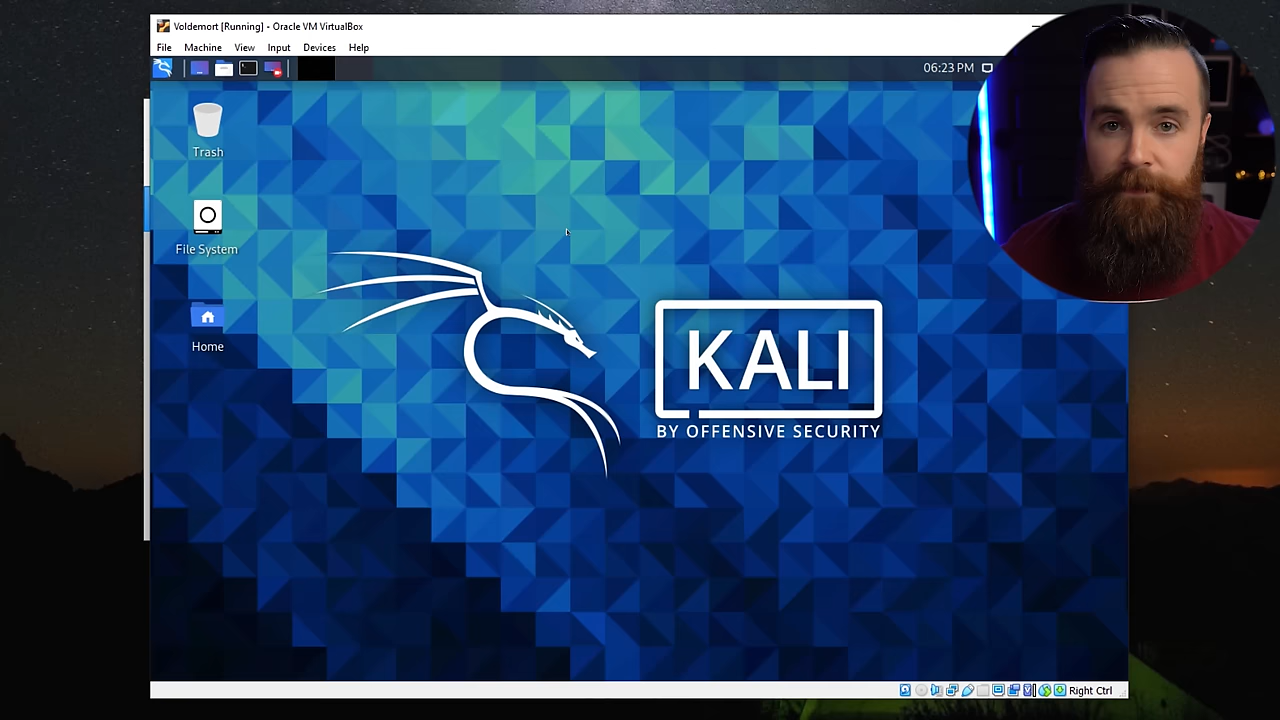 Voldemort [Running] - Oracle VM VirtualBox
File Machine View Input Devices Help
06:23 PM
Trash
File System
Home
KALI
BY OFFENSIVE SECURITY
Right Ctrl